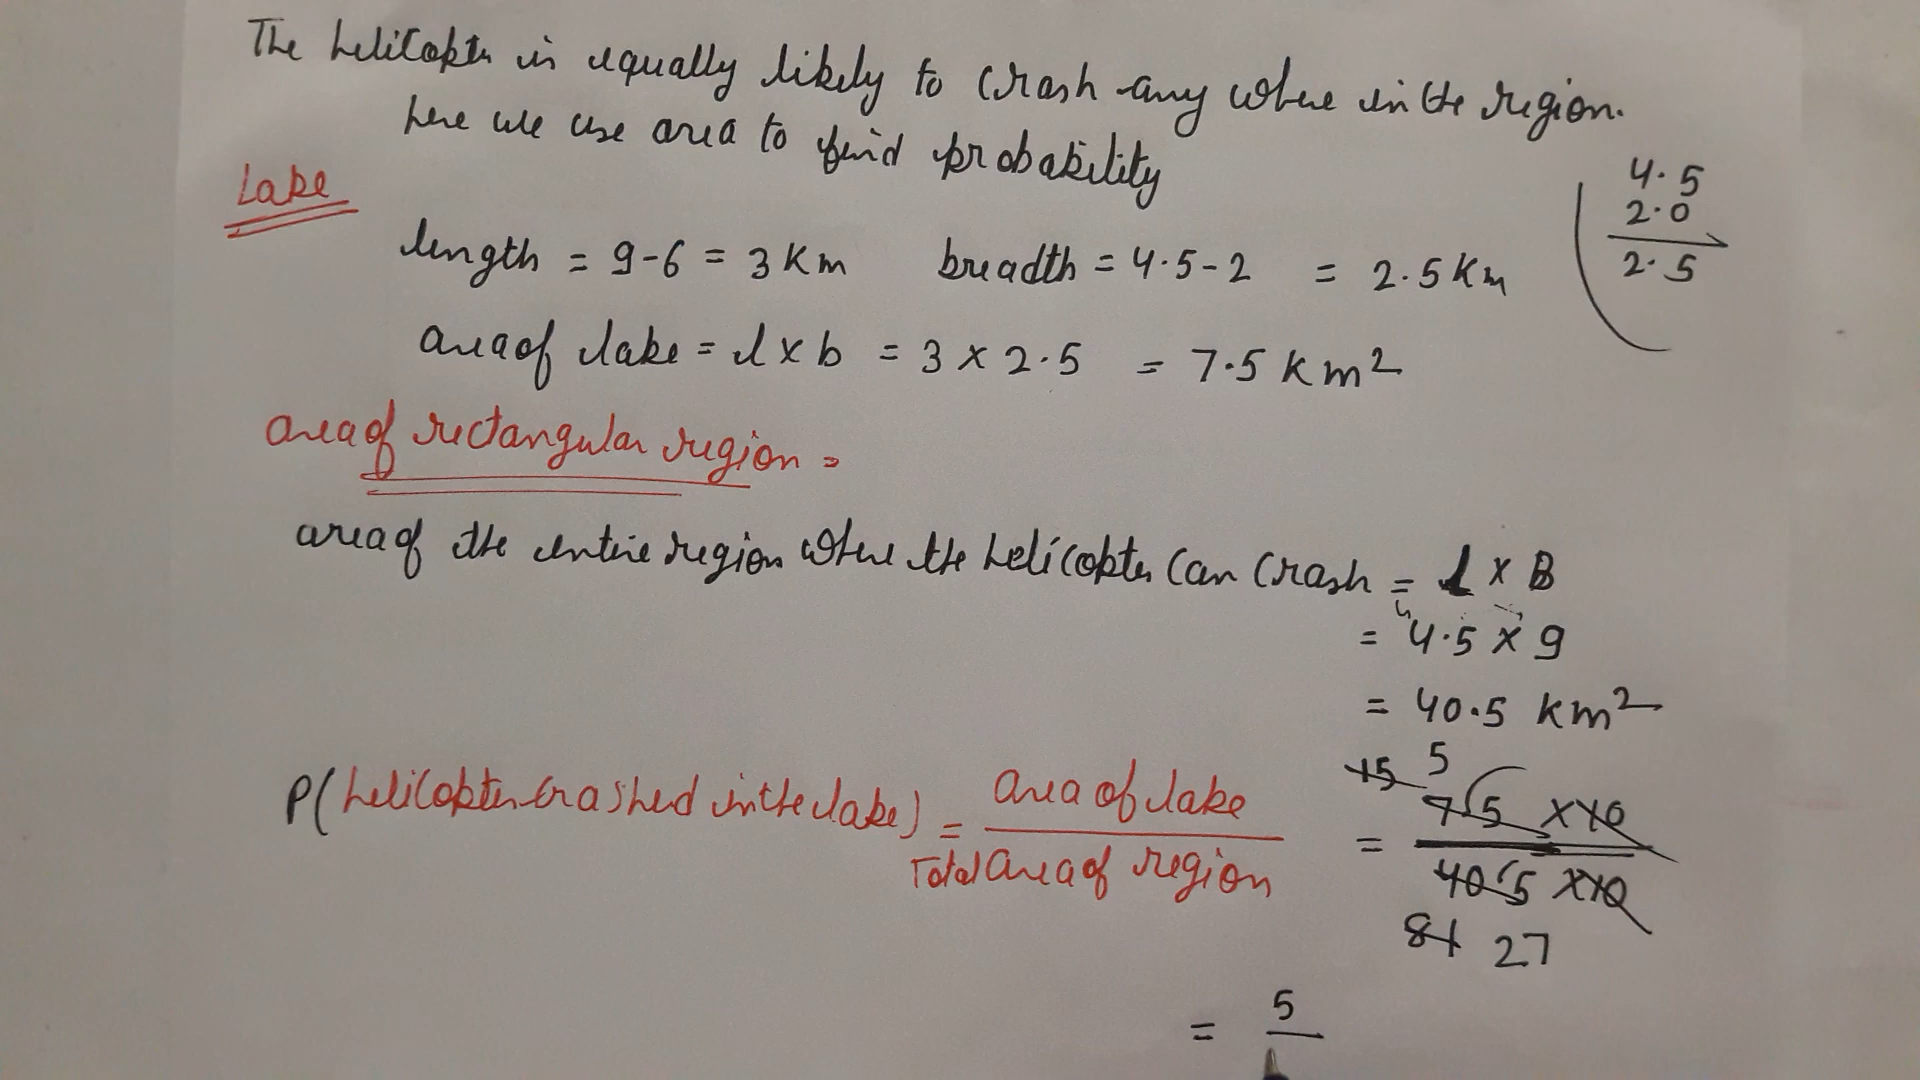 The helicopter is equally likely to crash any where in the region.
here we use area to find probability
Lake
4.5
2.0
2.5
length = 9-6 = 3 Km breadth = 4.5-2 = 2.5 Km
area of lake = l x b = 3 x 2.5 = 7.5 km2
area of rectangular region =
area of the entire region where the helicopter can crash = L x B
= 4.5 x 9
= 40.5 km2
P(helicopter crashed in the lake) = area of lake / Total area of region
15 5
= 75 x 10
405 x 10
81 27
= 5